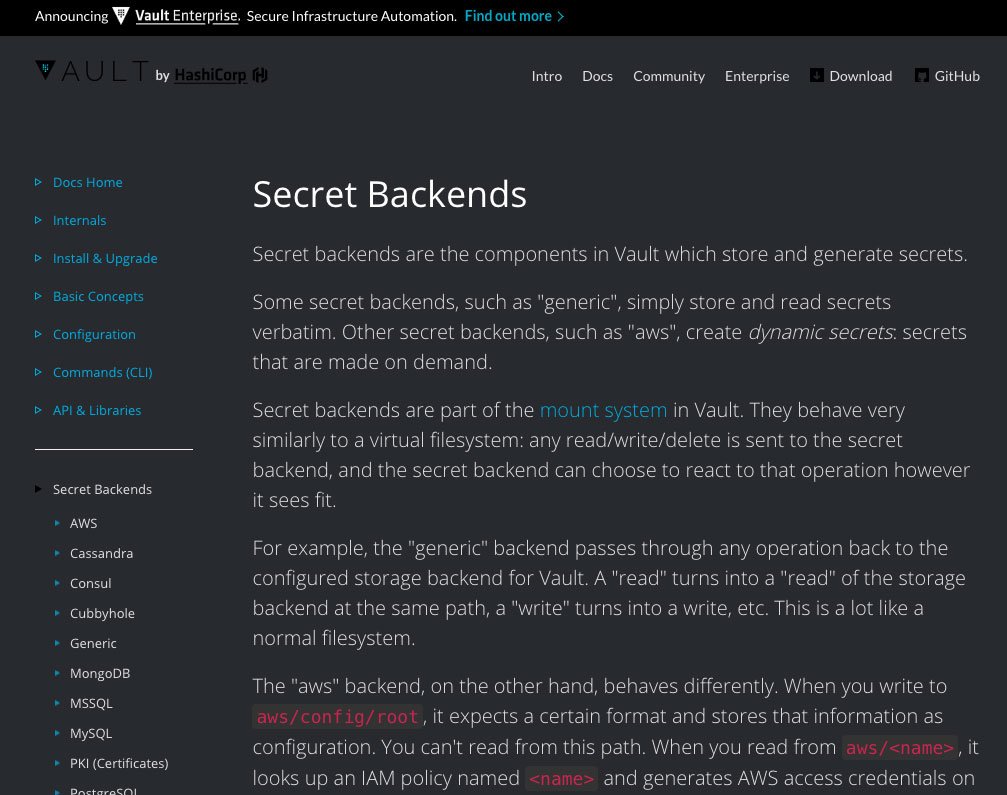 Announcing Vault Enterprise. Secure Infrastructure Automation. Find out more
VAULT by HashiCorp
Intro Docs Community Enterprise Download GitHub
Docs Home
Internals
Install & Upgrade
Basic Concepts
Configuration
Commands (CLI)
API & Libraries
Secret Backends
AWS
Cassandra
Consul
Cubbyhole
Generic
MongoDB
MSSQL
MySQL
PKI (Certificates)
PostgreSQL
Secret Backends
Secret backends are the components in Vault which store and generate secrets.
Some secret backends, such as "generic", simply store and read secrets
verbatim. Other secret backends, such as "aws", create dynamic secrets: secrets
that are made on demand.
Secret backends are part of the mount system in Vault. They behave very
similarly to a virtual filesystem: any read/write/delete is sent to the secret
backend, and the secret backend can choose to react to that operation however
it sees fit.
For example, the "generic" backend passes through any operation back to the
configured storage backend for Vault. A "read" turns into a "read" of the storage
backend at the same path, a "write" turns into a write, etc. This is a lot like a
normal filesystem.
The "aws" backend, on the other hand, behaves differently. When you write to
aws/config/root, it expects a certain format and stores that information as
configuration. You can't read from this path. When you read from aws/<name>, it
looks up an IAM policy named <name> and generates AWS access credentials on